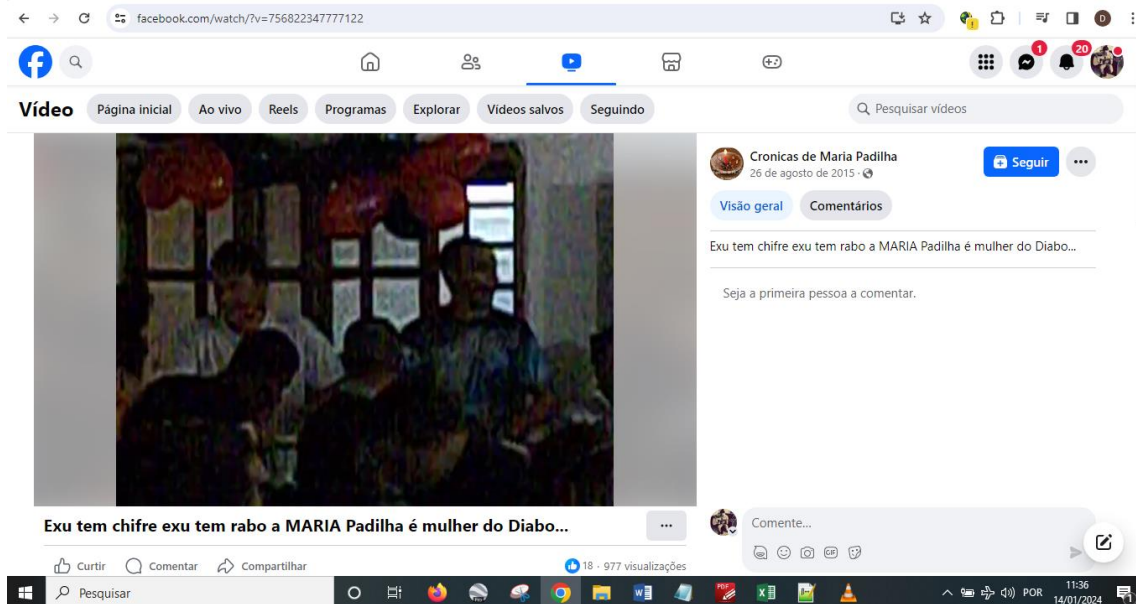 facebook.com/watch/?v=756822347777122
D
1
20
Vídeo
Página inicial
Ao vivo
Reels
Programas
Explorar
Vídeos salvos
Seguindo
Pesquisar vídeos
Cronicas de Maria Padilha
26 de agosto de 2015 ·
Seguir
Visão geral
Comentários
Exu tem chifre exu tem rabo a MARIA Padilha é mulher do Diabo...
Seja a primeira pessoa a comentar.
Exu tem chifre exu tem rabo a MARIA Padilha é mulher do Diabo...
Comente...
GIF
Curtir
Comentar
Compartilhar
18 · 977 visualizações
Pesquisar
PDF
POR
11:36
14/01/2024